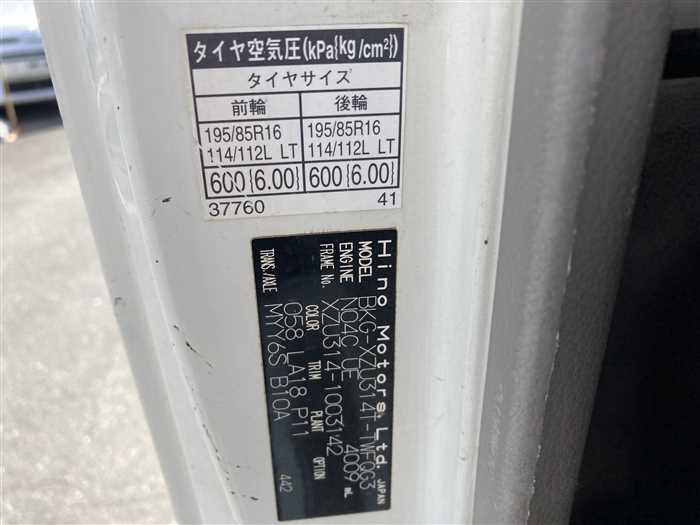 タイヤ空気圧(kPa{kg/cm²})
タイヤサイズ
前輪 後輪
195/85R16 195/85R16
114/112L LT 114/112L LT
600{6.00} 600{6.00}
37760 41
Hino Motors, Ltd. JAPAN
MODEL BKG-XZU314T-TWFQG3
ENGINE N04C UE 4009 mL
FRAME No. XZU314-1003142
COLOR TRIM PLANT OPTION
058 LA18 P11
TRANS./AXLE MYY6S B10A
442